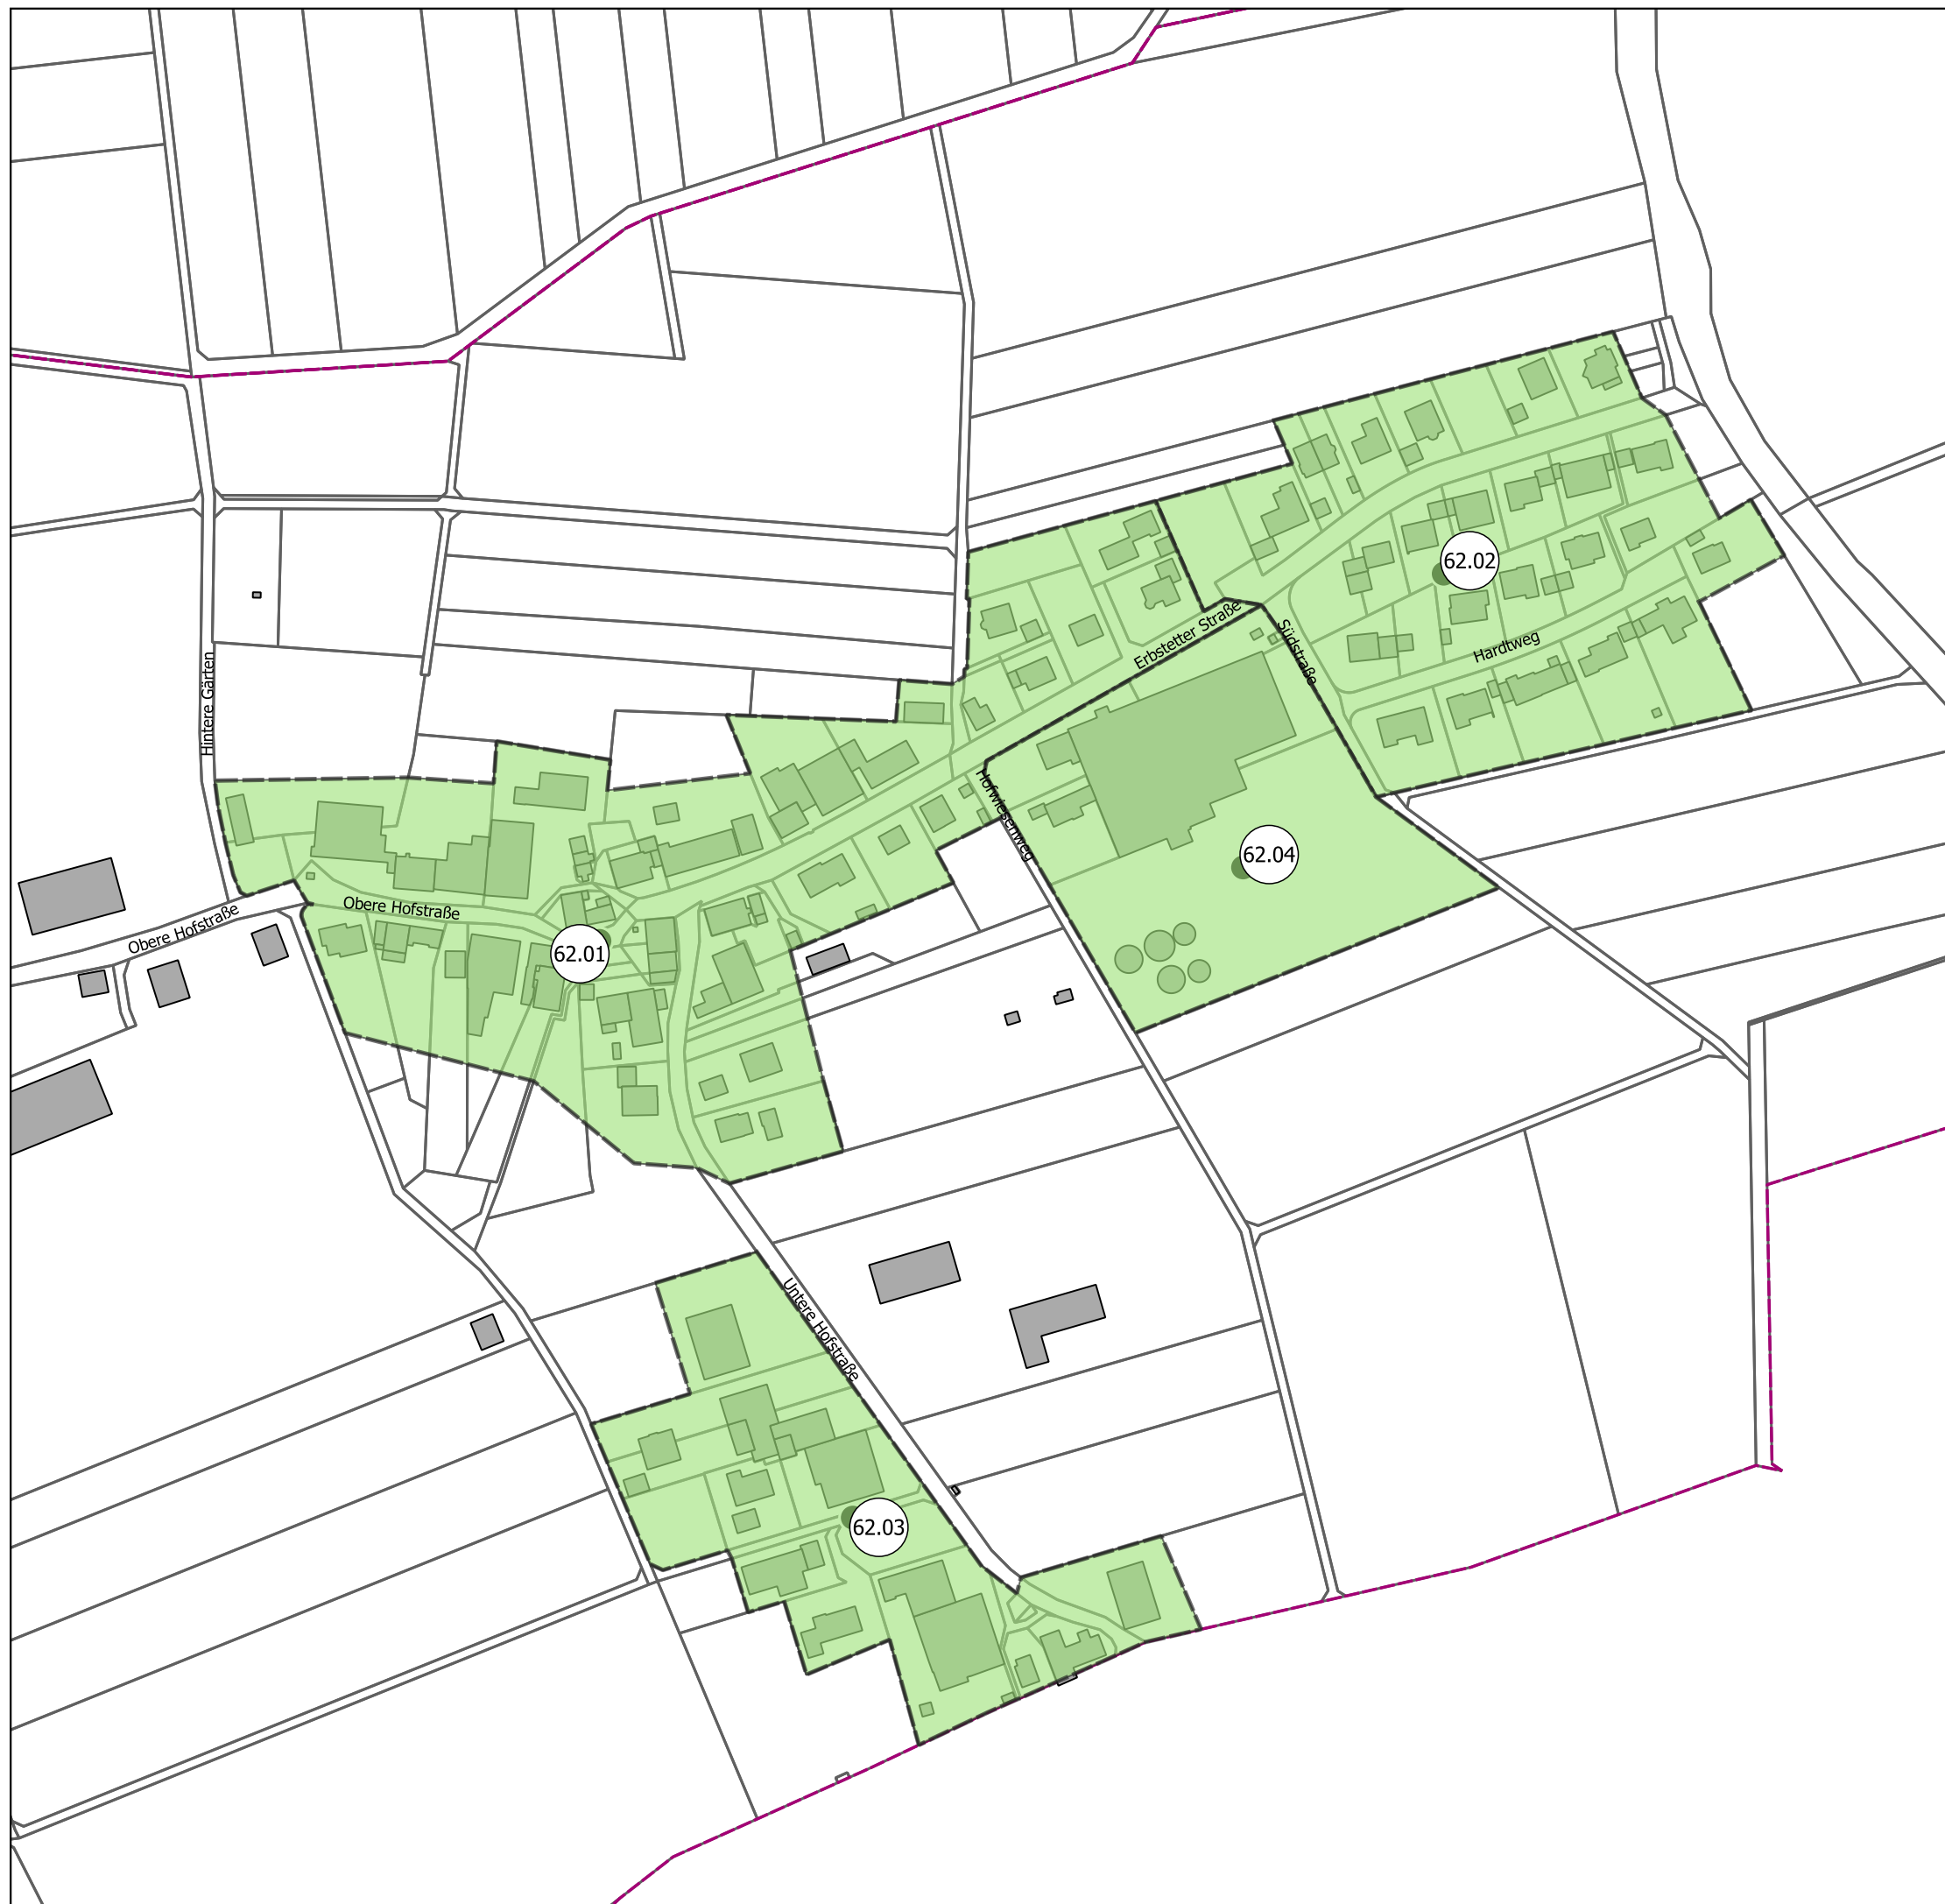 62.02
Erbstetter Straße
Südstraße
Hardtweg
Hintere Gärten
Hofwiesenweg
62.04
Obere Hofstraße
Obere Hofstraße
62.01
Untere Hofstraße
62.03